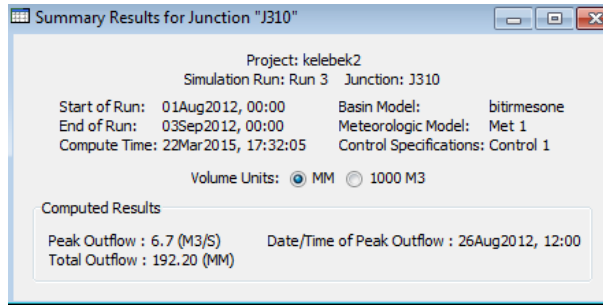 Summary Results for Junction "J310"
Project: kelebek2
Simulation Run: Run 3 Junction: J310
Start of Run: 01Aug2012, 00:00 Basin Model: bitirmesone
End of Run: 03Sep2012, 00:00 Meteorologic Model: Met 1
Compute Time: 22Mar2015, 17:32:05 Control Specifications: Control 1
Volume Units: MM 1000 M3
Computed Results
Peak Outflow : 6.7 (M3/S) Date/Time of Peak Outflow : 26Aug2012, 12:00
Total Outflow : 192.20 (MM)